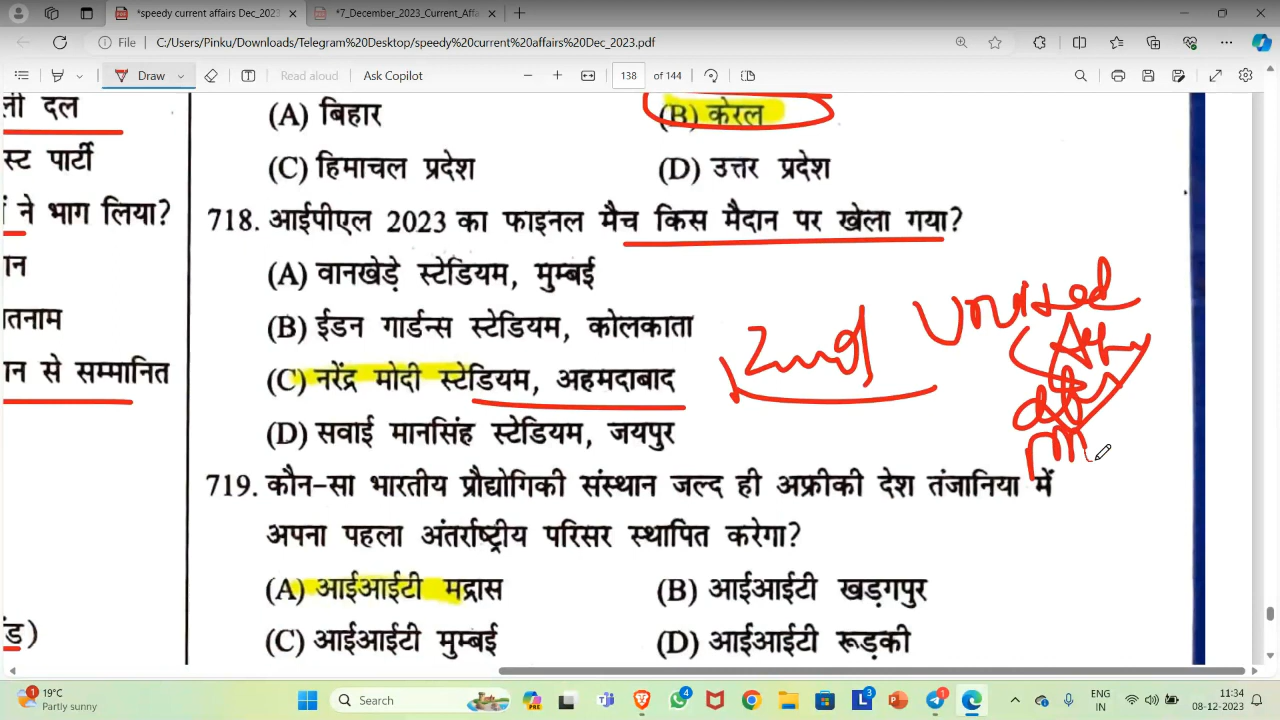 *speedy current affairs Dec_2023
*7_December_2023_Current_Affa
File C:/Users/Pinku/Downloads/Telegram%20Desktop/speedy%20current%20affairs%20Dec_2023.pdf
Draw Read aloud Ask Copilot 138 of 144
ली दल
स्ट पार्टी
ने भाग लिया?
ान
तनाम
ान से सम्मानित
ंड)
(A) बिहार (B) केरल
(C) हिमाचल प्रदेश (D) उत्तर प्रदेश
718. आईपीएल 2023 का फाइनल मैच किस मैदान पर खेला गया?
(A) वानखेड़े स्टेडियम, मुम्बई
(B) ईडन गार्डन्स स्टेडियम, कोलकाता
(C) नरेंद्र मोदी स्टेडियम, अहमदाबाद
(D) सवाई मानसिंह स्टेडियम, जयपुर
719. कौन-सा भारतीय प्रौद्योगिकी संस्थान जल्द ही अफ्रीकी देश तंजानिया में
अपना पहला अंतर्राष्ट्रीय परिसर स्थापित करेगा?
(A) आईआईटी मद्रास (B) आईआईटी खड़गपुर
(C) आईआईटी मुम्बई (D) आईआईटी रूड़की
19°C
Partly sunny
Search
ENG
IN
11:34
08-12-2023